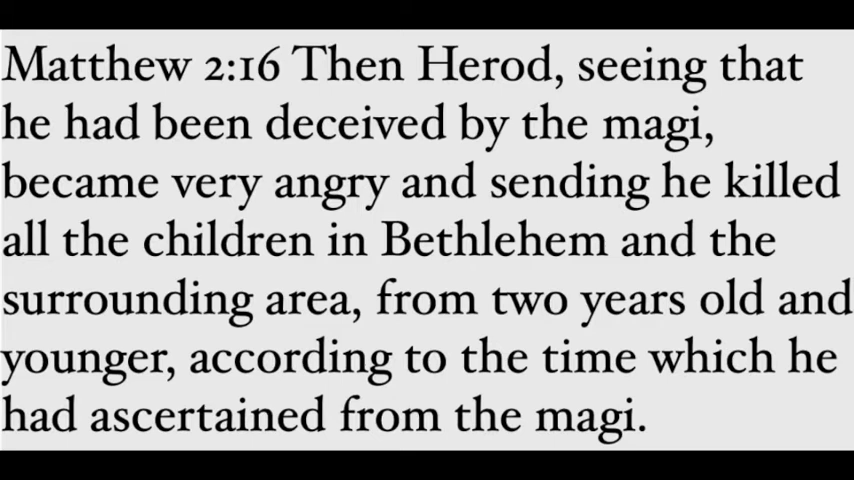 Matthew 2:16 Then Herod, seeing that
he had been deceived by the magi,
became very angry and sending he killed
all the children in Bethlehem and the
surrounding area, from two years old and
younger, according to the time which he
had ascertained from the magi.